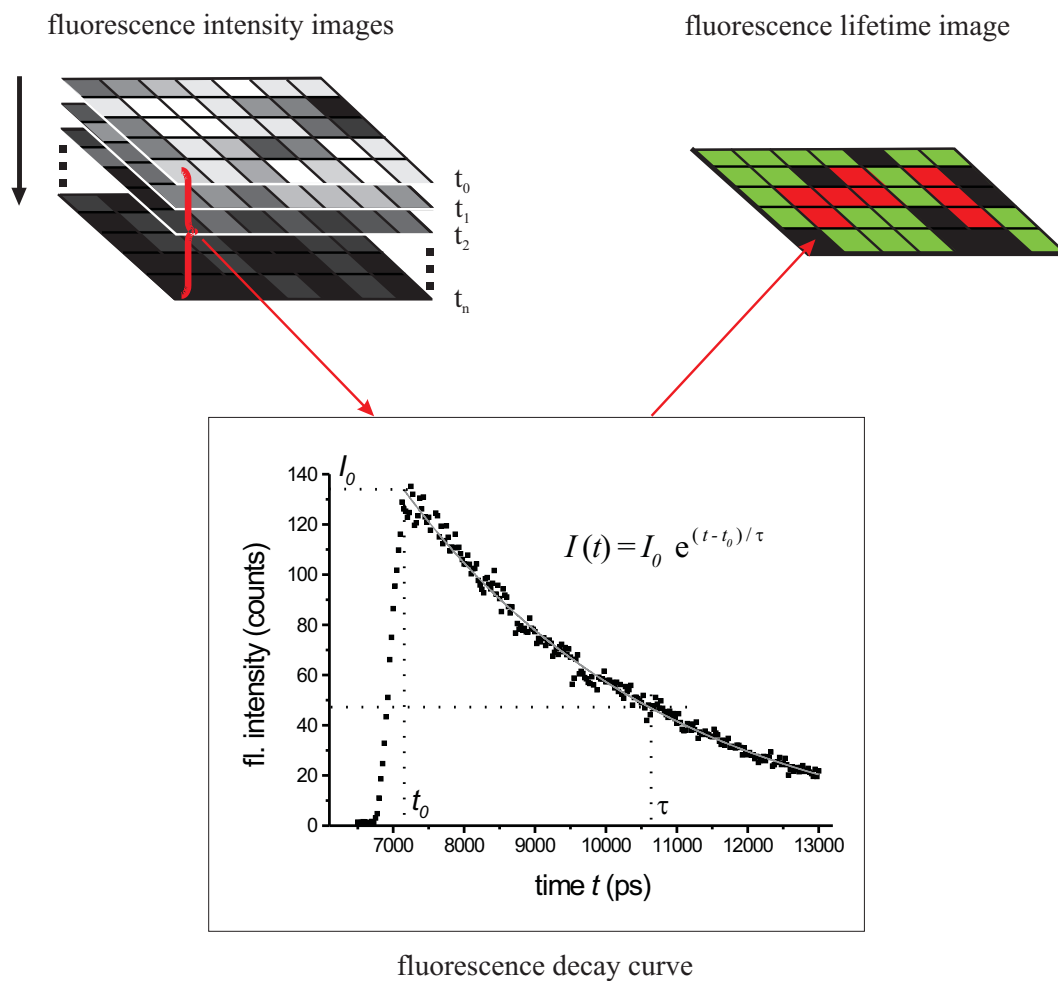 fluorescence intensity images
fluorescence lifetime image
t₀
t₁
t₂
tₙ
I₀
I(t) = I₀ e^(t-t₀)/τ
fl. intensity (counts)
140
120
100
80
60
40
20
0
t₀
τ
7000 8000 9000 10000 11000 12000 13000
time t (ps)
fluorescence decay curve